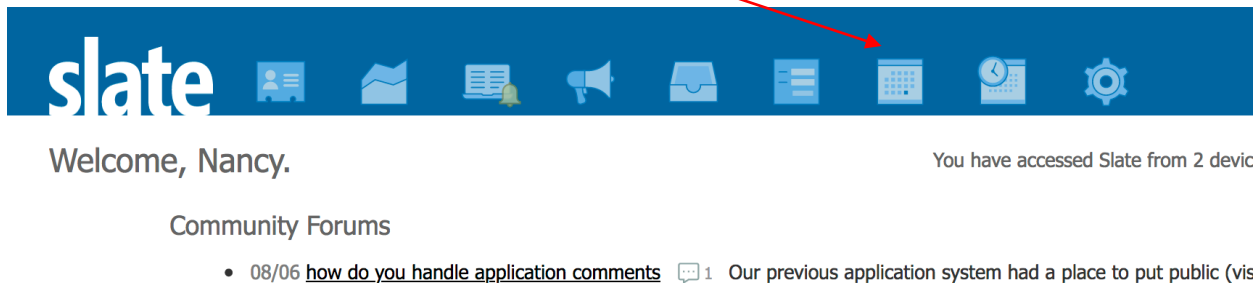 slate
Welcome, Nancy.
You have accessed Slate from 2 devic
Community Forums
• 08/06 how do you handle application comments 1 Our previous application system had a place to put public (vis